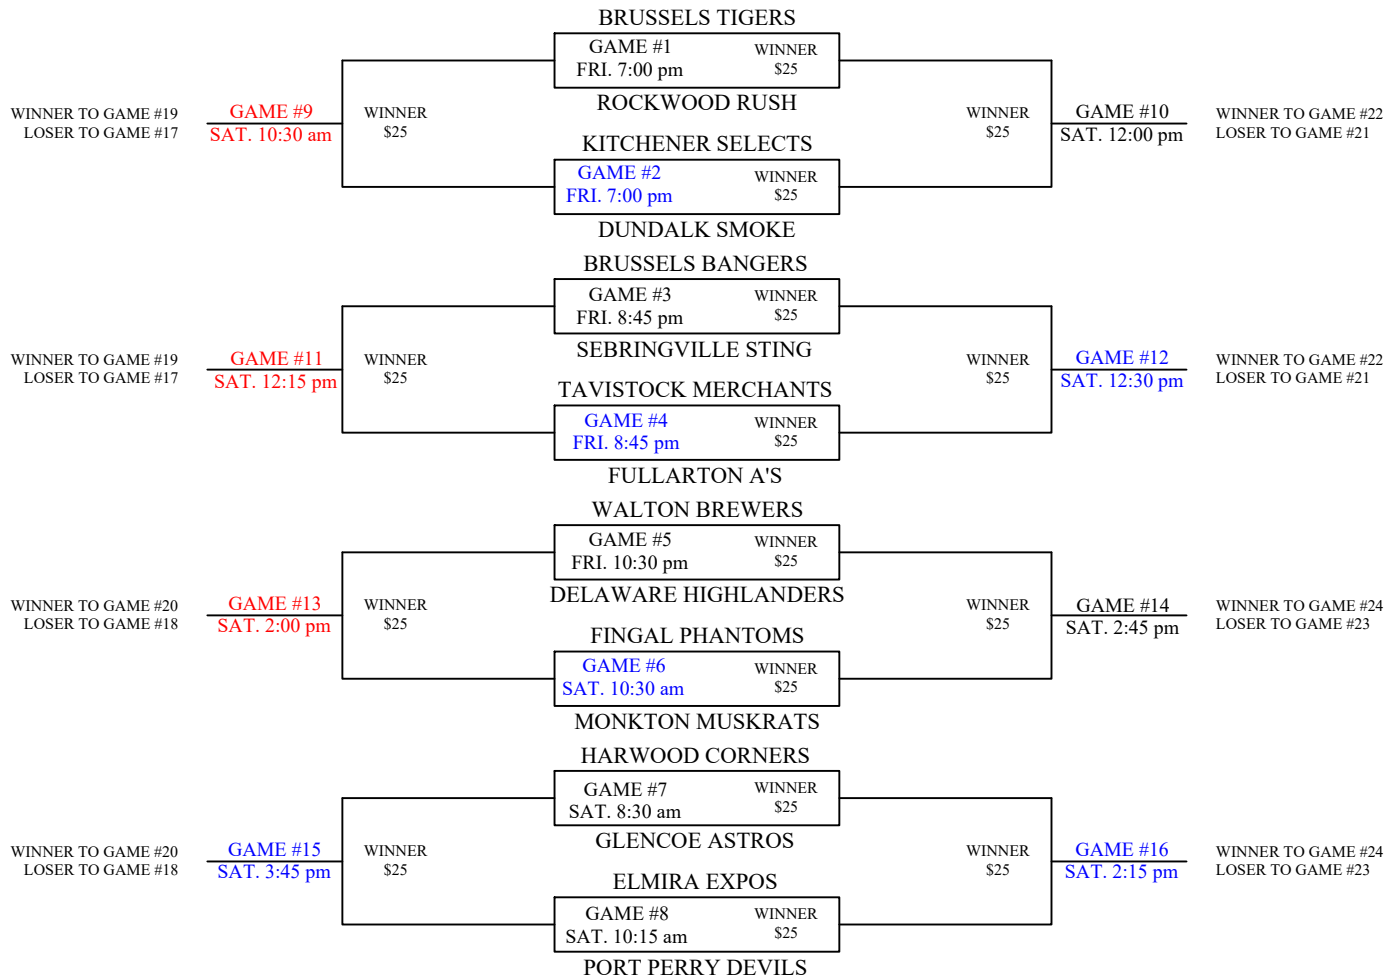 BRUSSELS TIGERS
GAME #1 WINNER
FRI. 7:00 pm $25
ROCKWOOD RUSH
WINNER TO GAME #19 GAME #9 WINNER
LOSER TO GAME #17 SAT. 10:30 am $25
WINNER GAME #10 WINNER TO GAME #22
$25 SAT. 12:00 pm LOSER TO GAME #21
KITCHENER SELECTS
GAME #2 WINNER
FRI. 7:00 pm $25
DUNDALK SMOKE
BRUSSELS BANGERS
GAME #3 WINNER
FRI. 8:45 pm $25
SEBRINGVILLE STING
WINNER TO GAME #19 GAME #11 WINNER
LOSER TO GAME #17 SAT. 12:15 pm $25
WINNER GAME #12 WINNER TO GAME #22
$25 SAT. 12:30 pm LOSER TO GAME #21
TAVISTOCK MERCHANTS
GAME #4 WINNER
FRI. 8:45 pm $25
FULLARTON A'S
WALTON BREWERS
GAME #5 WINNER
FRI. 10:30 pm $25
DELAWARE HIGHLANDERS
WINNER TO GAME #20 GAME #13 WINNER
LOSER TO GAME #18 SAT. 2:00 pm $25
WINNER GAME #14 WINNER TO GAME #24
$25 SAT. 2:45 pm LOSER TO GAME #23
FINGAL PHANTOMS
GAME #6 WINNER
SAT. 10:30 am $25
MONKTON MUSKRATS
HARWOOD CORNERS
GAME #7 WINNER
SAT. 8:30 am $25
GLENCOE ASTROS
WINNER TO GAME #20 GAME #15 WINNER
LOSER TO GAME #18 SAT. 3:45 pm $25
WINNER GAME #16 WINNER TO GAME #24
$25 SAT. 2:15 pm LOSER TO GAME #23
ELMIRA EXPOS
GAME #8 WINNER
SAT. 10:15 am $25
PORT PERRY DEVILS